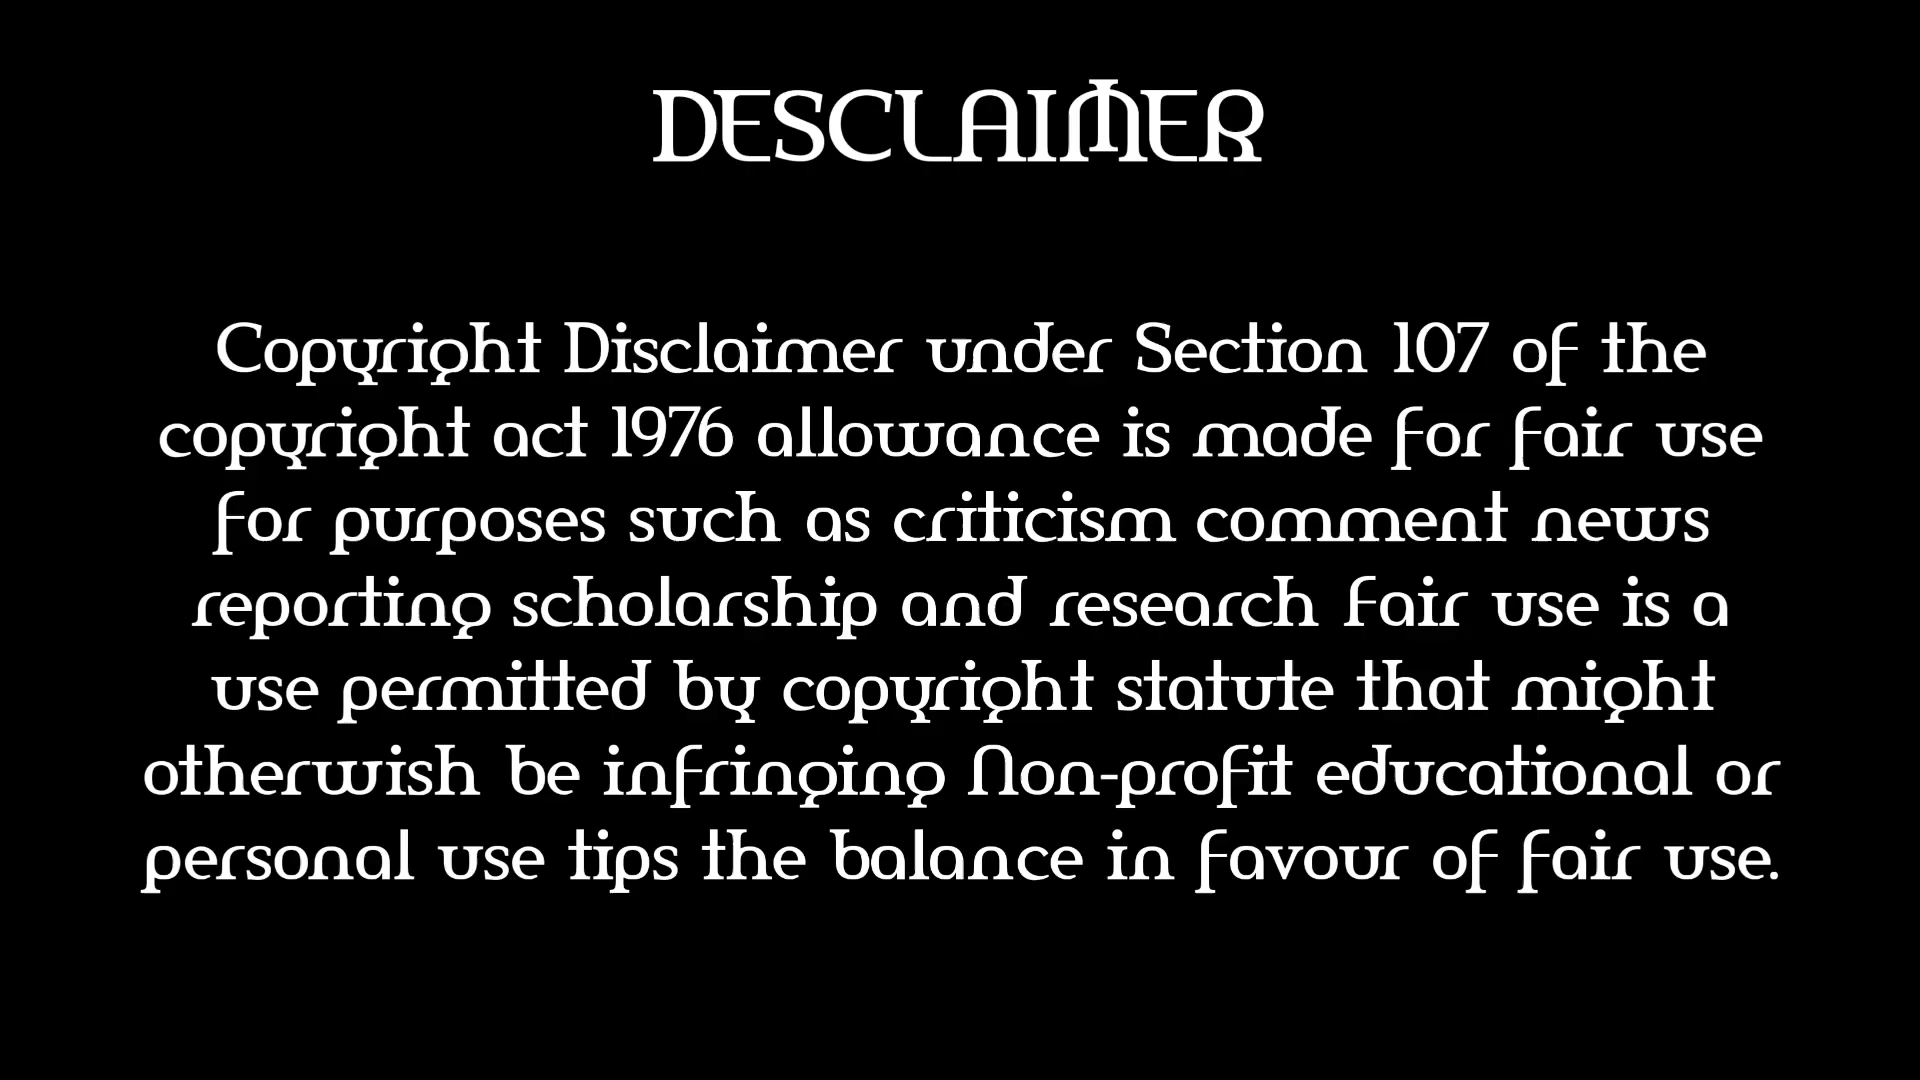 DESCLAIMER
Copyright Disclaimer under Section 107 of the
copyright act 1976 allowance is made for fair use
for purposes such as criticism comment news
reporting scholarship and research Fair use is a
use permitted by copyright statute that might
otherwish be infringing Non-profit educational or
personal use tips the balance in favour of fair use.